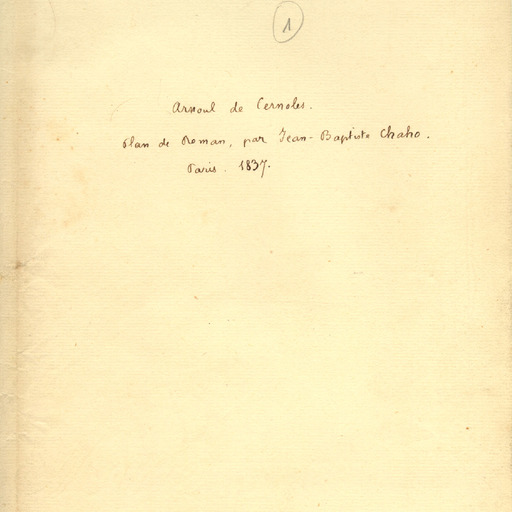 1
Arnoul de Cernoles.
Plan de Roman, par Jean-Baptiste Chaho.
Paris. 1837.